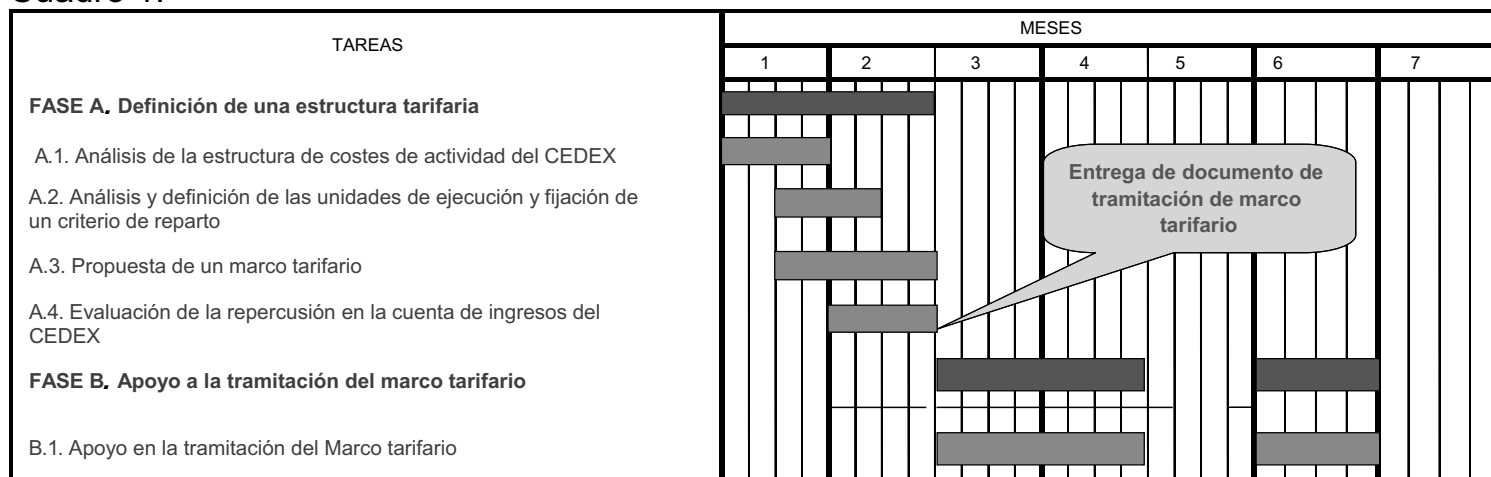 TAREAS
MESES
1 2 3 4 5 6 7
FASE A. Definición de una estructura tarifaria
A.1. Análisis de la estructura de costes de actividad del CEDEX
A.2. Análisis y definición de las unidades de ejecución y fijación de
un criterio de reparto
Entrega de documento de
tramitación de marco
tarifario
A.3. Propuesta de un marco tarifario
A.4. Evaluación de la repercusión en la cuenta de ingresos del
CEDEX
FASE B. Apoyo a la tramitación del marco tarifario
B.1. Apoyo en la tramitación del Marco tarifario